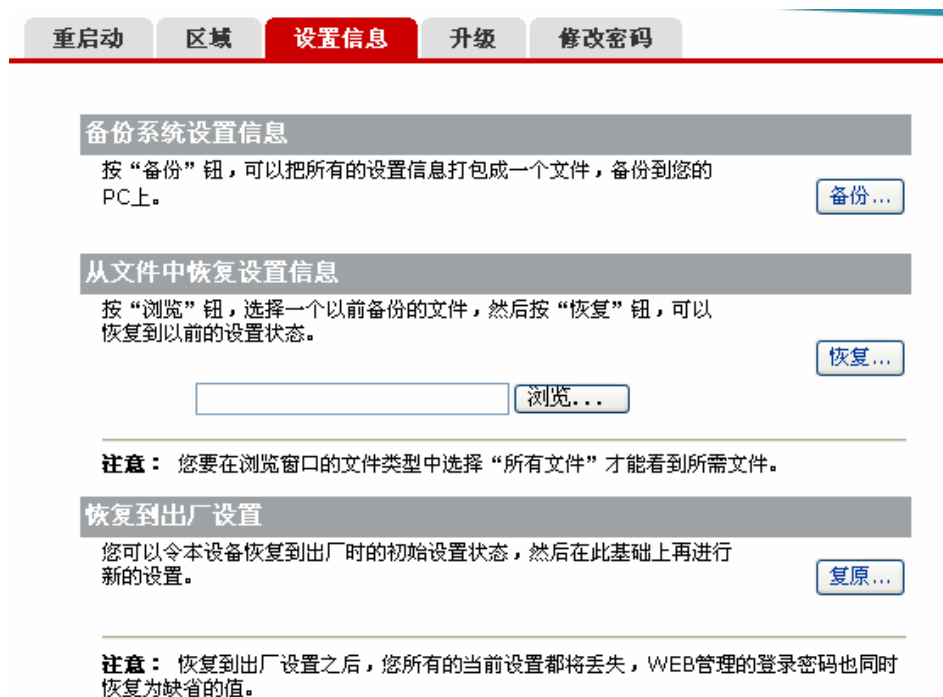 重启动 区域 设置信息 升级 修改密码
备份系统设置信息
按“备份”钮，可以把所有的设置信息打包成一个文件，备份到您的
PC上。
备份...
从文件中恢复设置信息
按“浏览”钮，选择一个以前备份的文件，然后按“恢复”钮，可以
恢复到以前的设置状态。
恢复...
浏览...
注意： 您要在浏览窗口的文件类型中选择“所有文件”才能看到所需文件。
恢复到出厂设置
您可以令本设备恢复到出厂时的初始设置状态，然后在此基础上再进行
新的设置。
复原...
注意： 恢复到出厂设置之后，您所有的当前设置都将丢失，WEB管理的登录密码也同时
恢复为缺省的值。